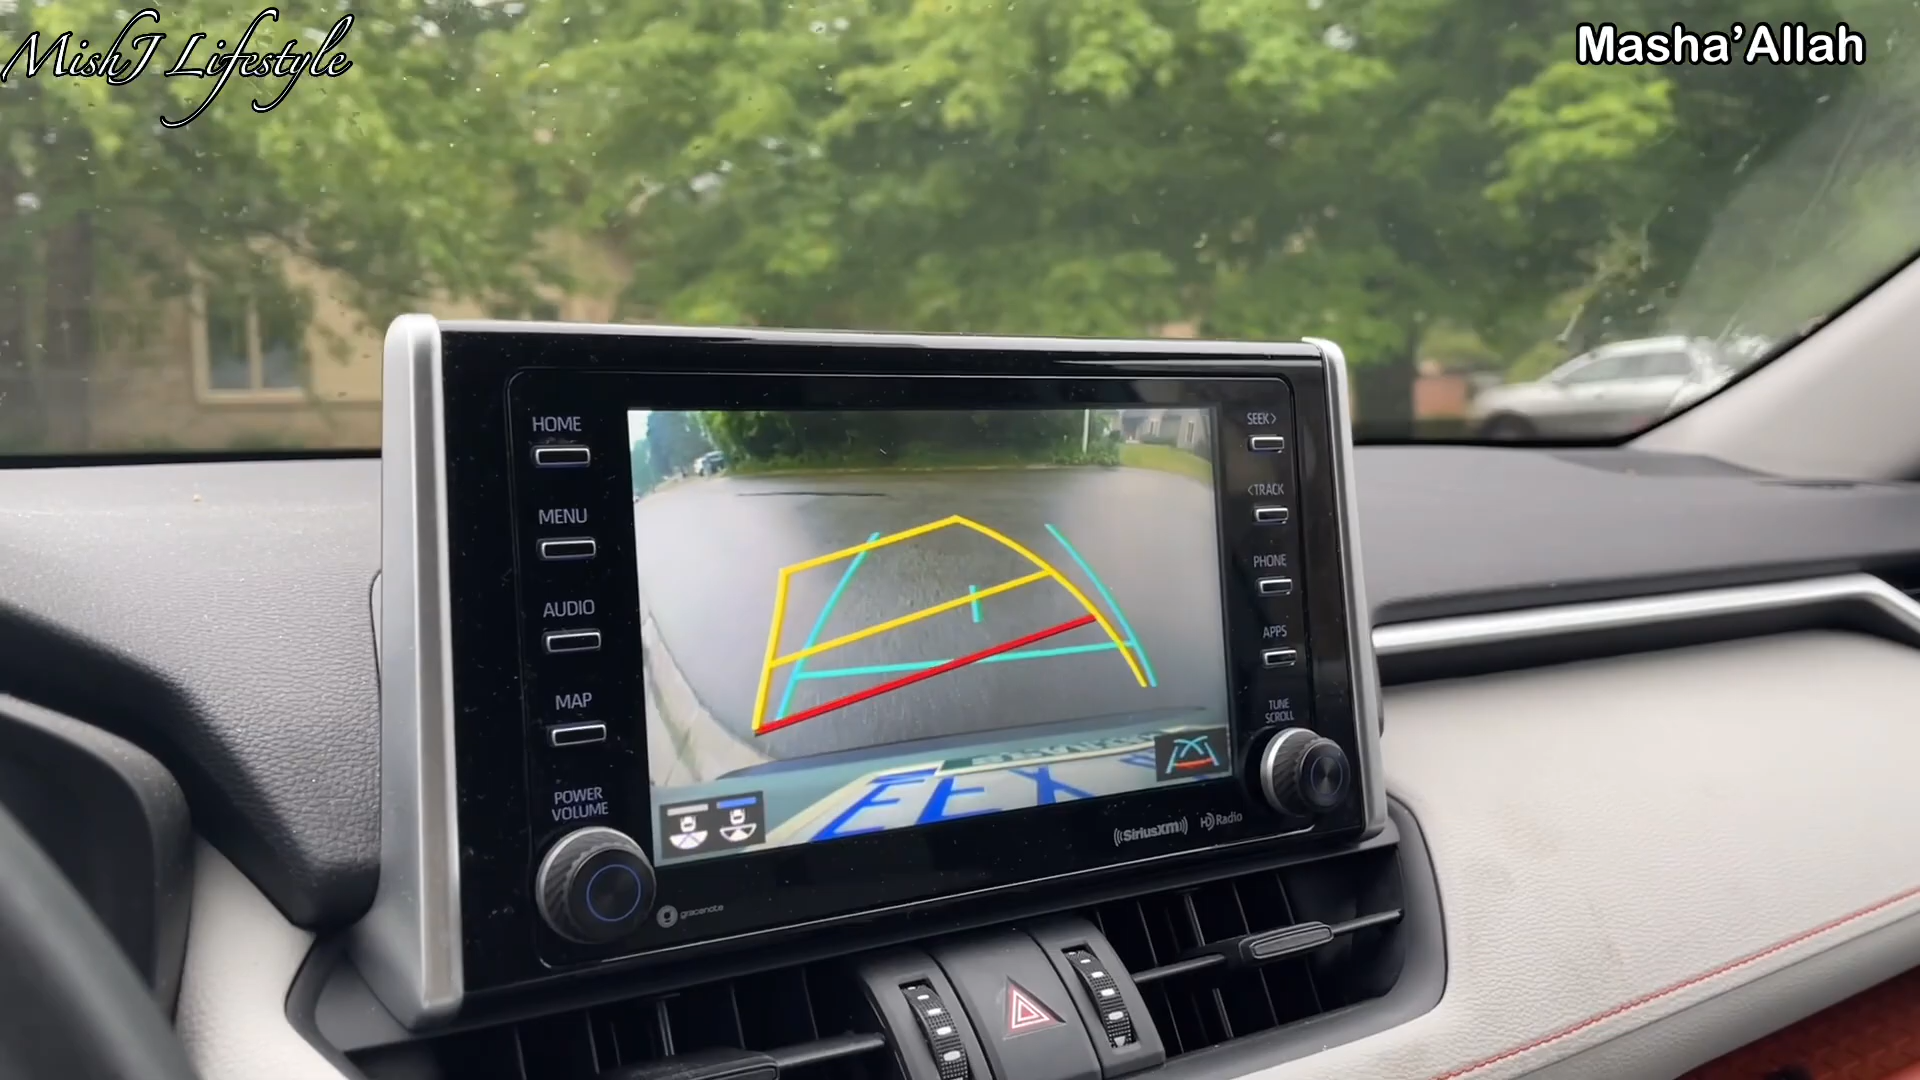 MishJ Lifestyle
Masha’Allah
HOME
MENU
AUDIO
MAP
POWER
VOLUME
SEEK>
<TRACK
PHONE
APPS
TUNE
SCROLL
((SiriusXM))
HD Radio
gracenote